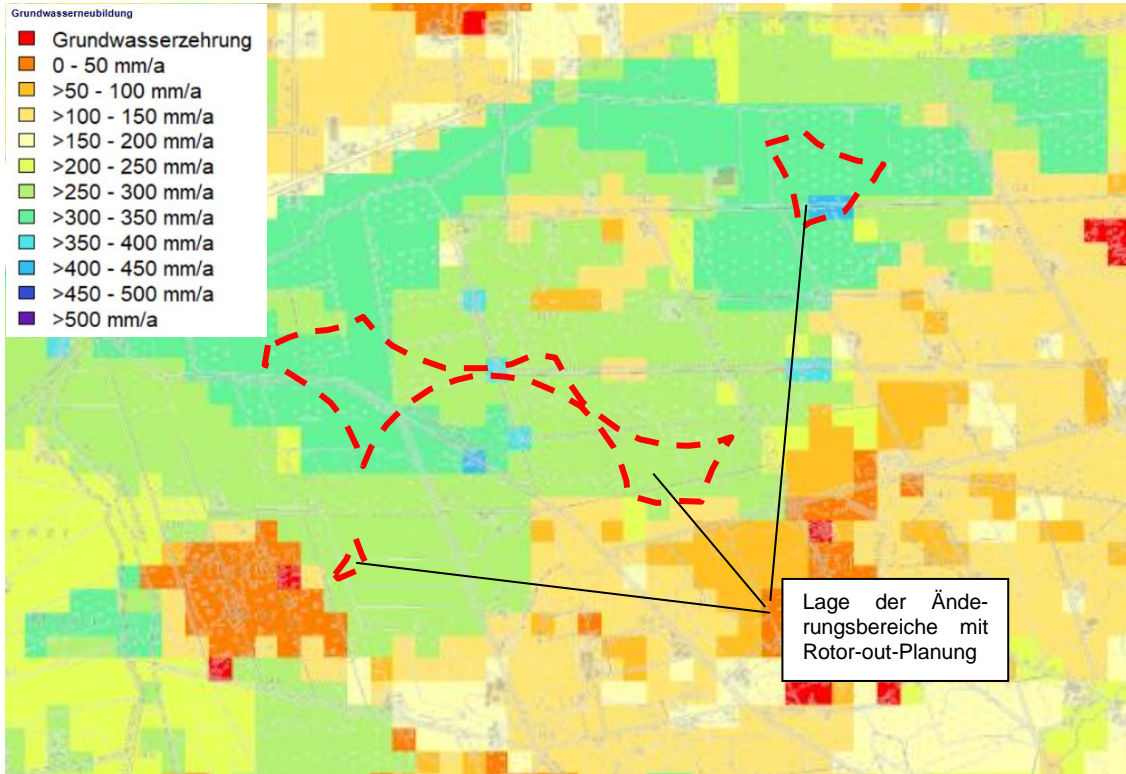 Grundwasserneubildung
Grundwasserzehrung
0 - 50 mm/a
>50 - 100 mm/a
>100 - 150 mm/a
>150 - 200 mm/a
>200 - 250 mm/a
>250 - 300 mm/a
>300 - 350 mm/a
>350 - 400 mm/a
>400 - 450 mm/a
>450 - 500 mm/a
>500 mm/a
Lage der Ände-
rungsbereiche mit
Rotor-out-Planung